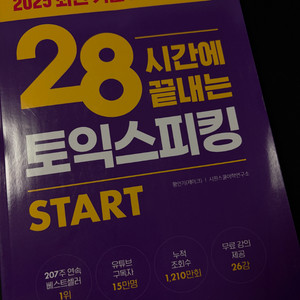 2025 최신
28
시간에
끝내는
토익스피킹
START
207주 연속
베스트셀러
1위
유튜브
구독자
15만명
누적
조회수
1,210만회
무료 강의
제공
26강